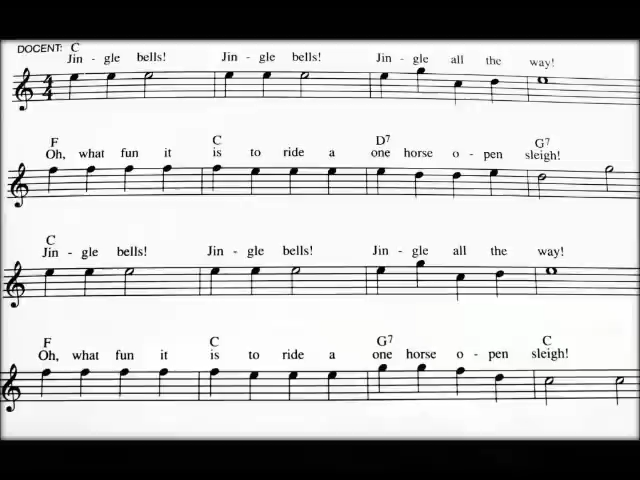 DOCENT: C
Jin - gle bells! Jin - gle bells! Jin - gle all the way!
4
4
F C D7 G7
Oh, what fun it is to ride a one horse o - pen sleigh!
C
Jin - gle bells! Jin - gle bells! Jin - gle all the way!
F C G7 C
Oh, what fun it is to ride a one horse o - pen sleigh!